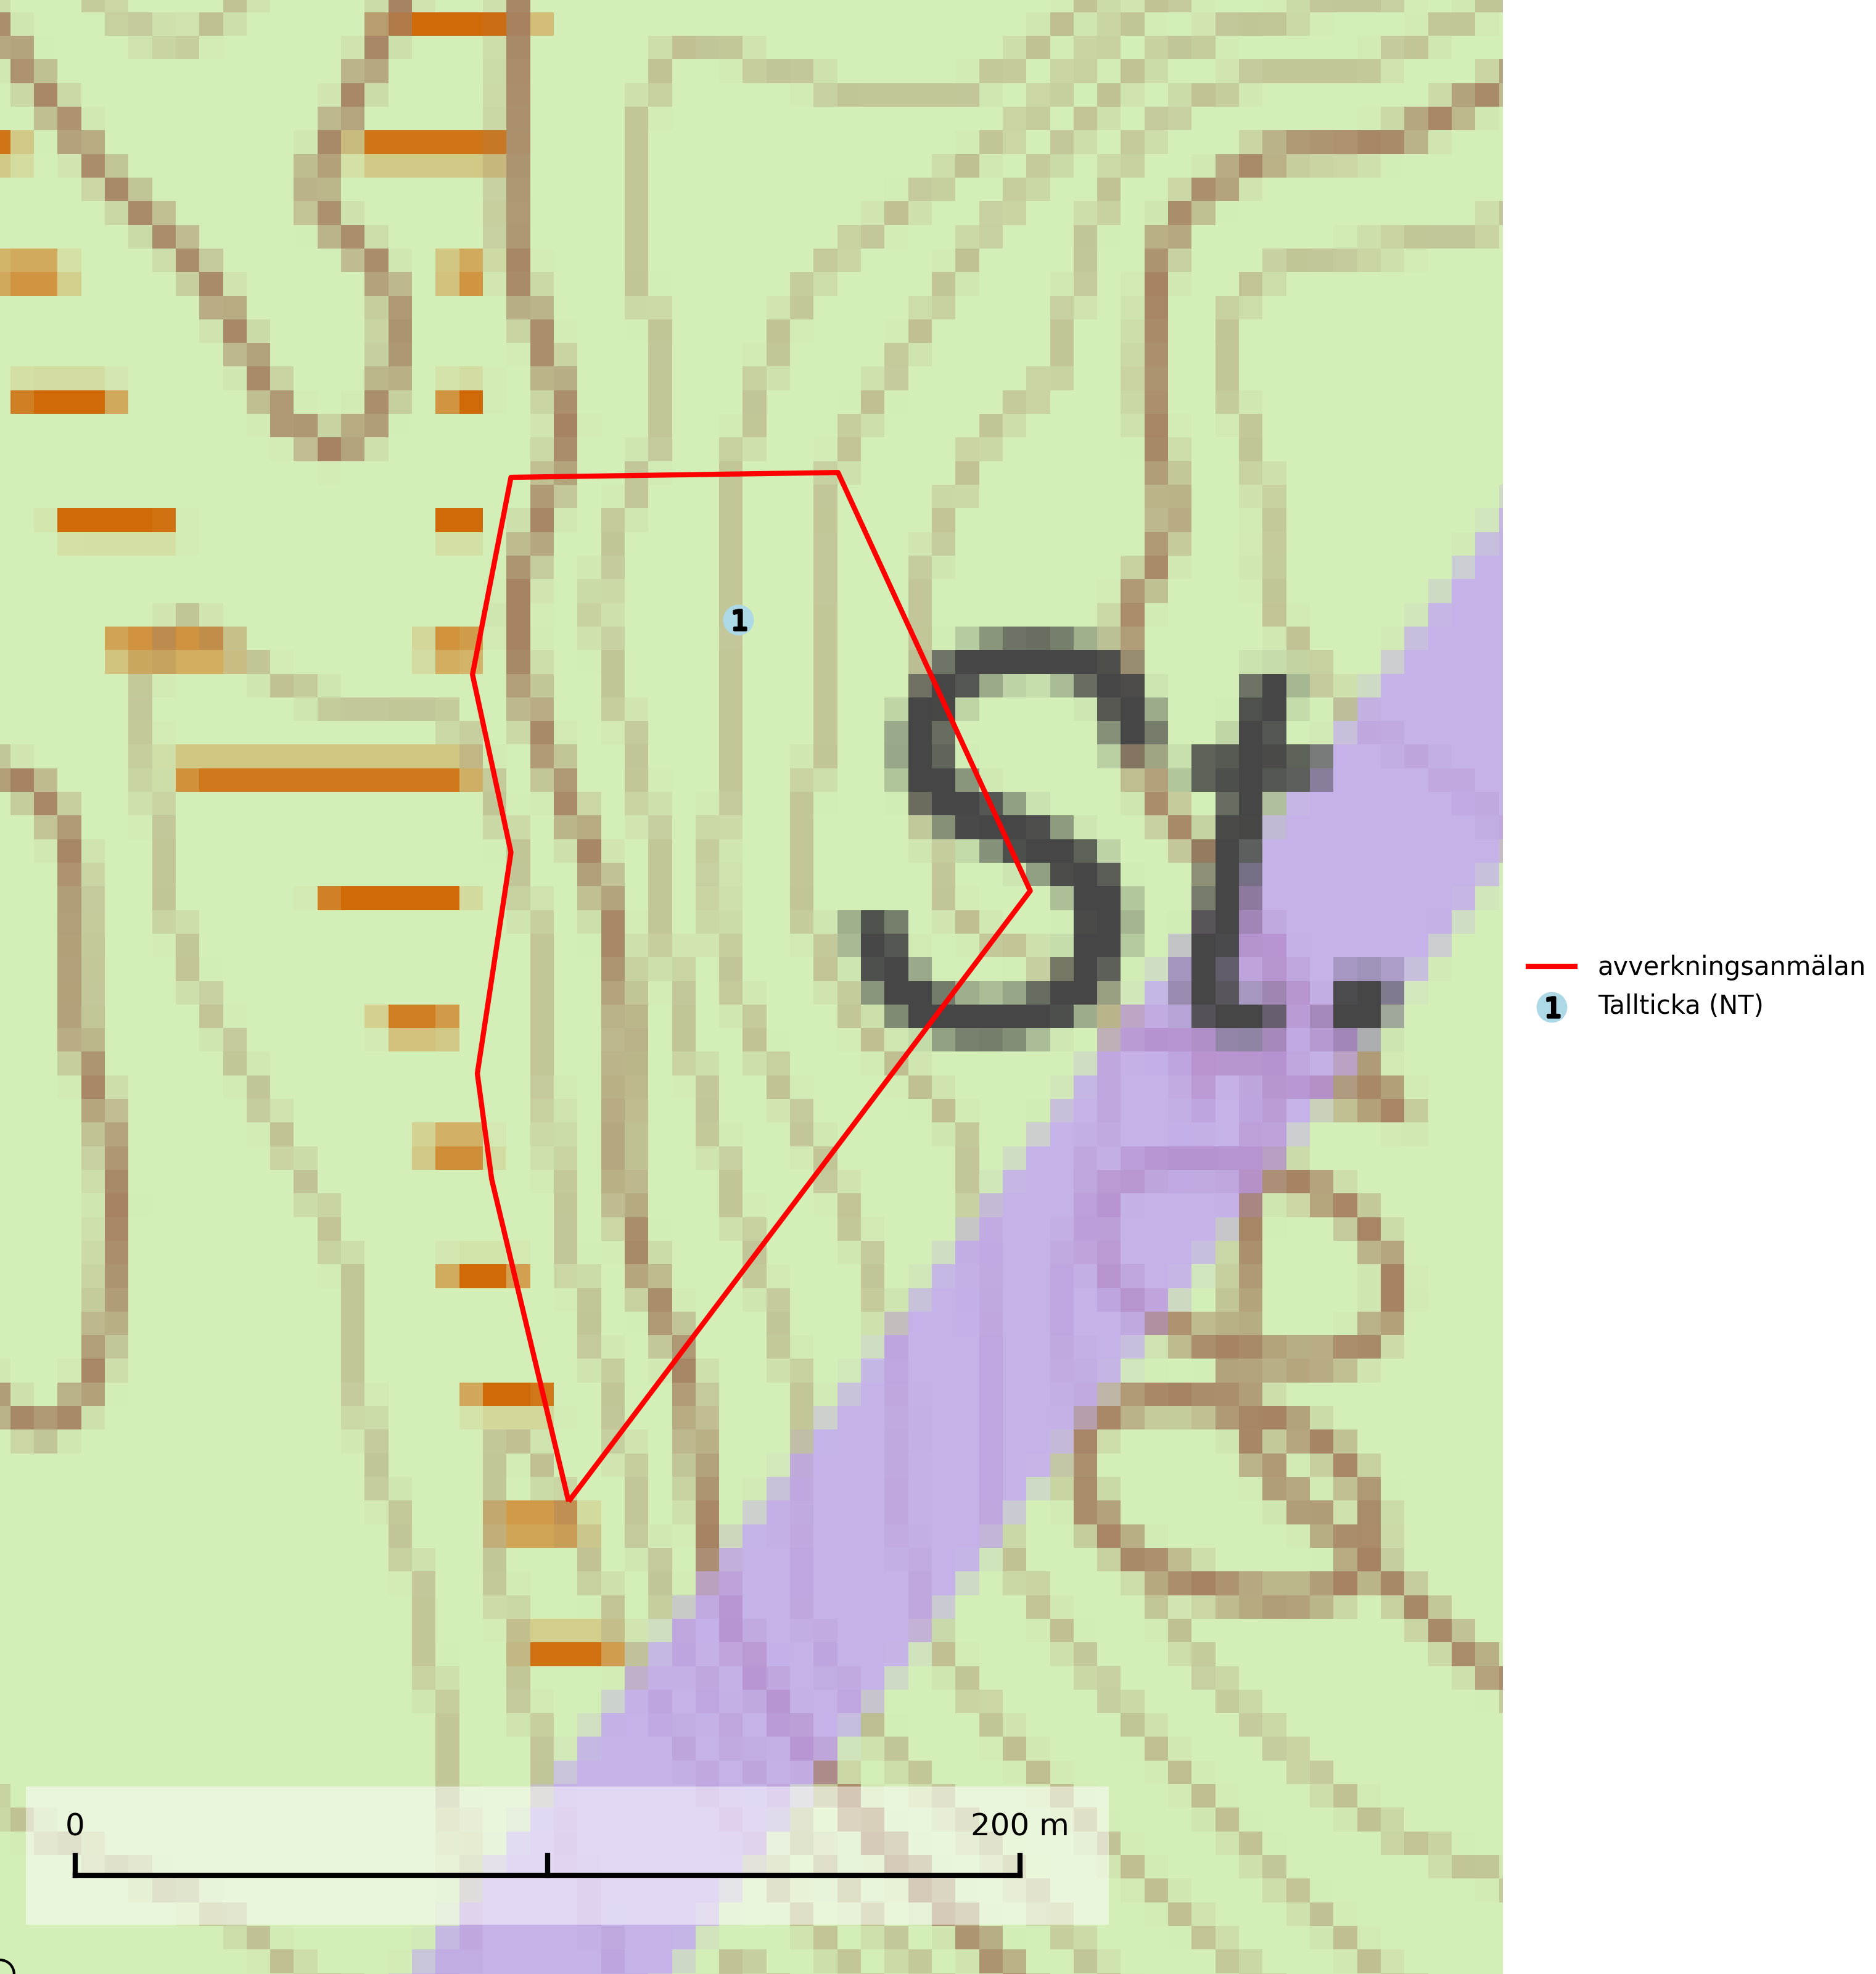 1
St.
avverkningsanmälan
1 Tallticka (NT)
0 200 m